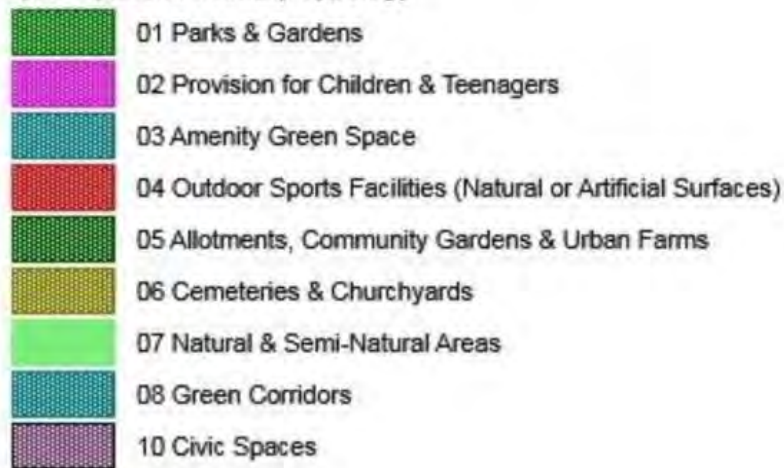 01 Parks & Gardens
02 Provision for Children & Teenagers
03 Amenity Green Space
04 Outdoor Sports Facilities (Natural or Artificial Surfaces)
05 Allotments, Community Gardens & Urban Farms
06 Cemeteries & Churchyards
07 Natural & Semi-Natural Areas
08 Green Corridors
10 Civic Spaces